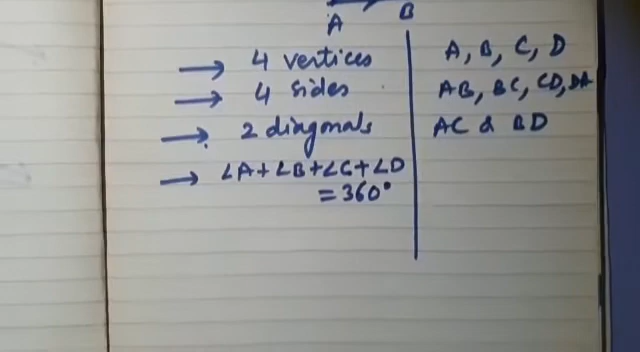 A B
→ 4 vertices A, B, C, D
→ 4 sides AB, BC, CD, DA
→ 2 diagonals AC & BD
→ ∠A+∠B+∠C+∠D
= 360°